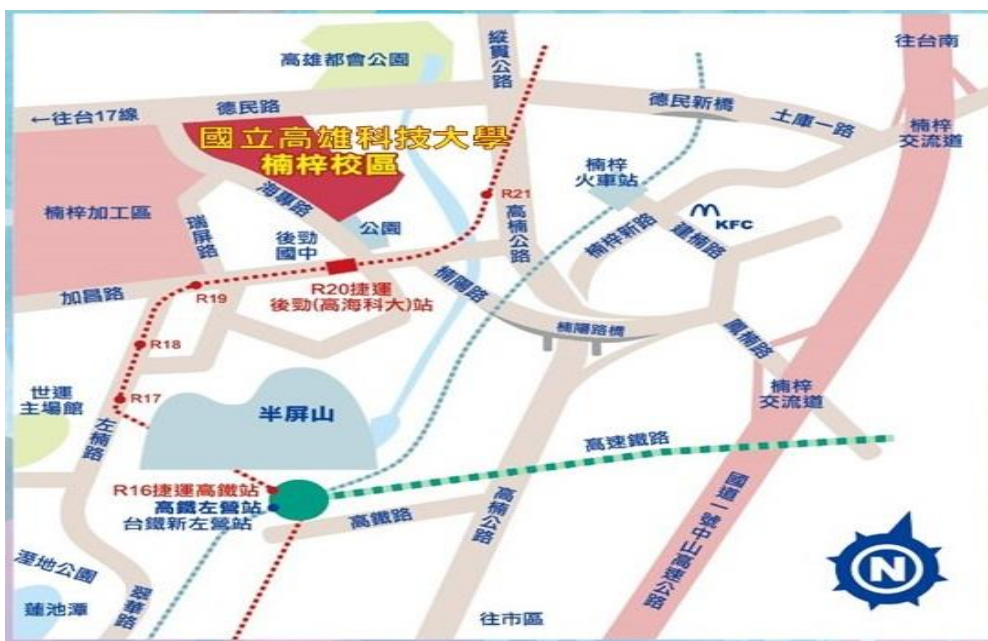 往台南
縱貫公路
高雄都會公園
德民路
←往台17線
德民新橋
土庫一路
楠梓
交流道
國立高雄科技大學
楠梓校區
楠梓
火車站
R21
楠梓加工區
海專路
瑞屏路
後勁
國中
公園
高楠公路
楠梓新路
建楠路
KFC
加昌路
R19
R20捷運
後勁(高海科大)站
楠陽路
楠陽路橋
鳳楠路
R18
世運
主場館
R17
左楠路
半屏山
楠梓
交流道
高速鐵路
R16捷運高鐵站
高鐵左營站
台鐵新左營站
高鐵路
高楠公路
國道一號中山高速公路
N
溼地公園
翠華路
蓮池潭
往市區